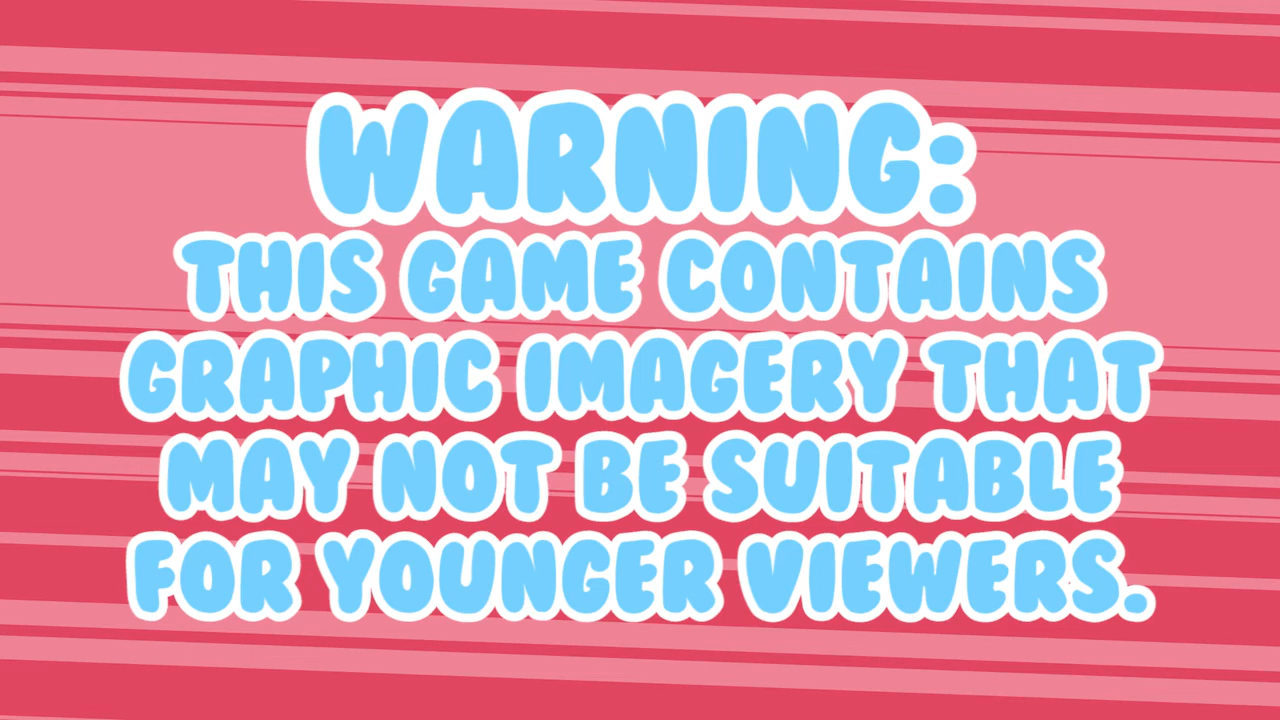 WARNING:
THIS GAME CONTAINS
GRAPHIC IMAGERY THAT
MAY NOT BE SUITABLE
FOR YOUNGER VIEWERS.